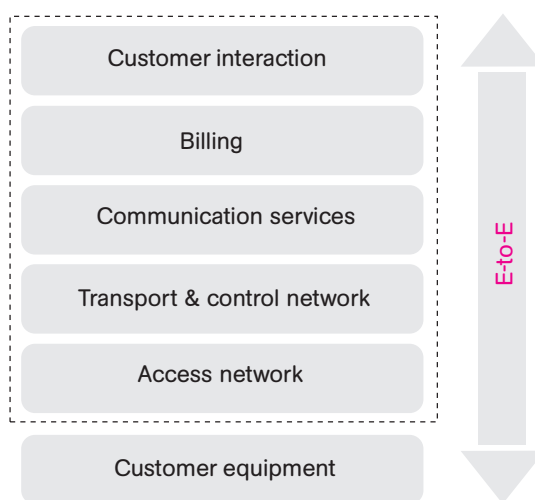 Customer interaction
Billing
Communication services
Transport & control network
Access network
Customer equipment
E-to-E